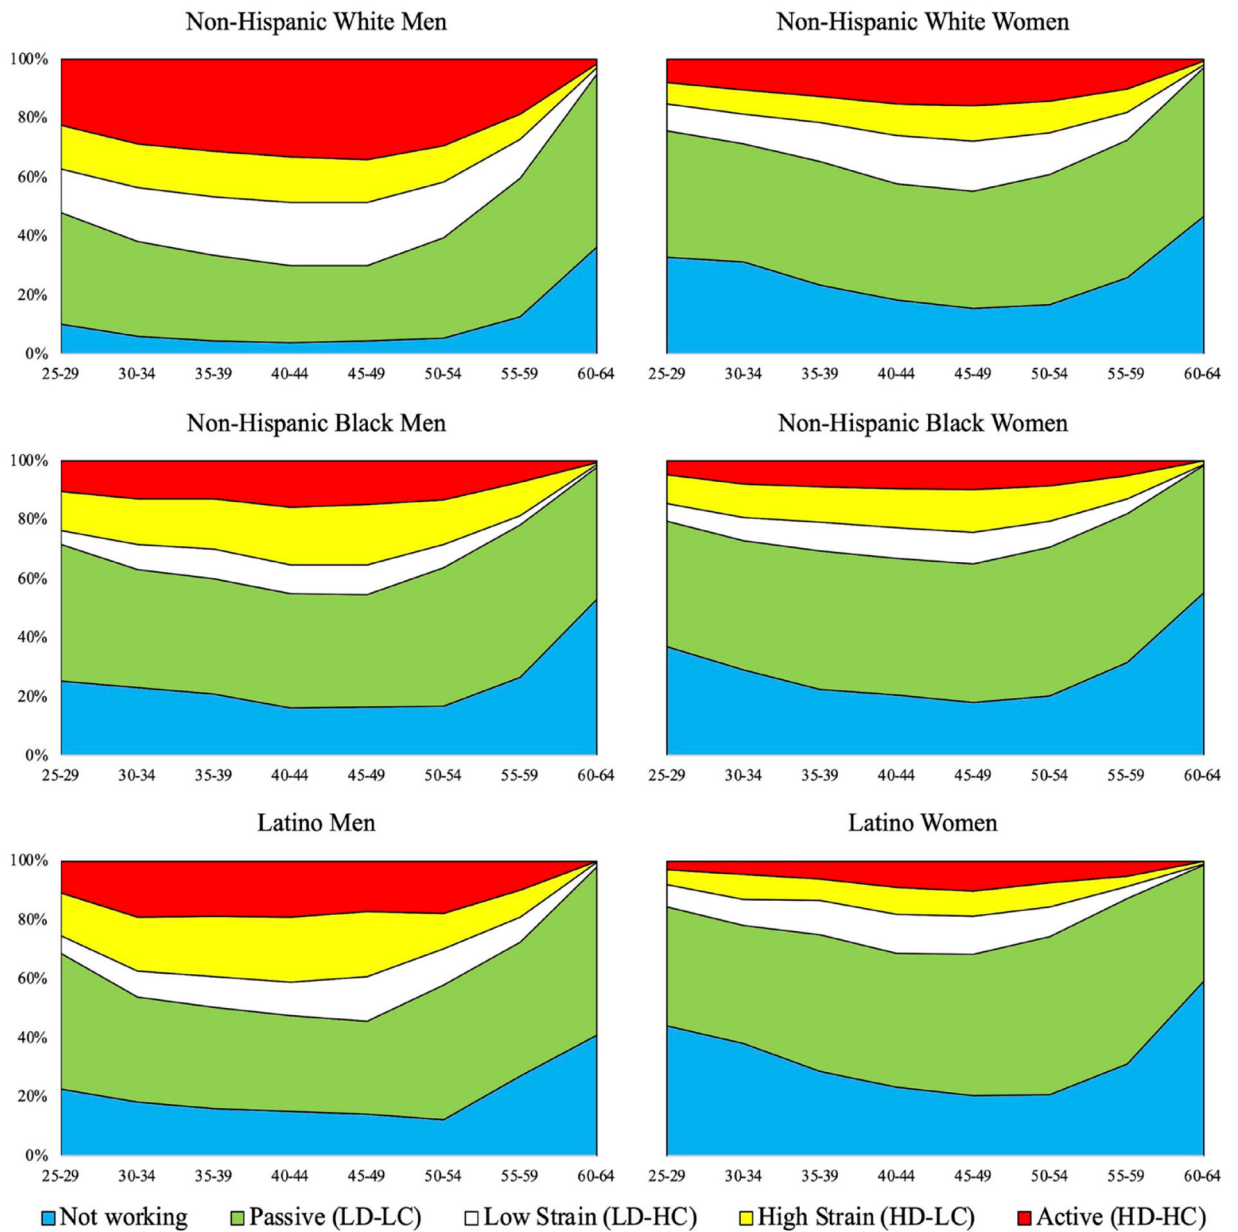 Non-Hispanic White Men
Non-Hispanic White Women
100%
80%
60%
40%
20%
0%
25-29 30-34 35-39 40-44 45-49 50-54 55-59 60-64
25-29 30-34 35-39 40-44 45-49 50-54 55-59 60-64
Non-Hispanic Black Men
Non-Hispanic Black Women
100%
80%
60%
40%
20%
0%
25-29 30-34 35-39 40-44 45-49 50-54 55-59 60-64
25-29 30-34 35-39 40-44 45-49 50-54 55-59 60-64
Latino Men
Latino Women
100%
80%
60%
40%
20%
0%
25-29 30-34 35-39 40-44 45-49 50-54 55-59 60-64
25-29 30-34 35-39 40-44 45-49 50-54 55-59 60-64
Not working Passive (LD-LC) Low Strain (LD-HC) High Strain (HD-LC) Active (HD-HC)